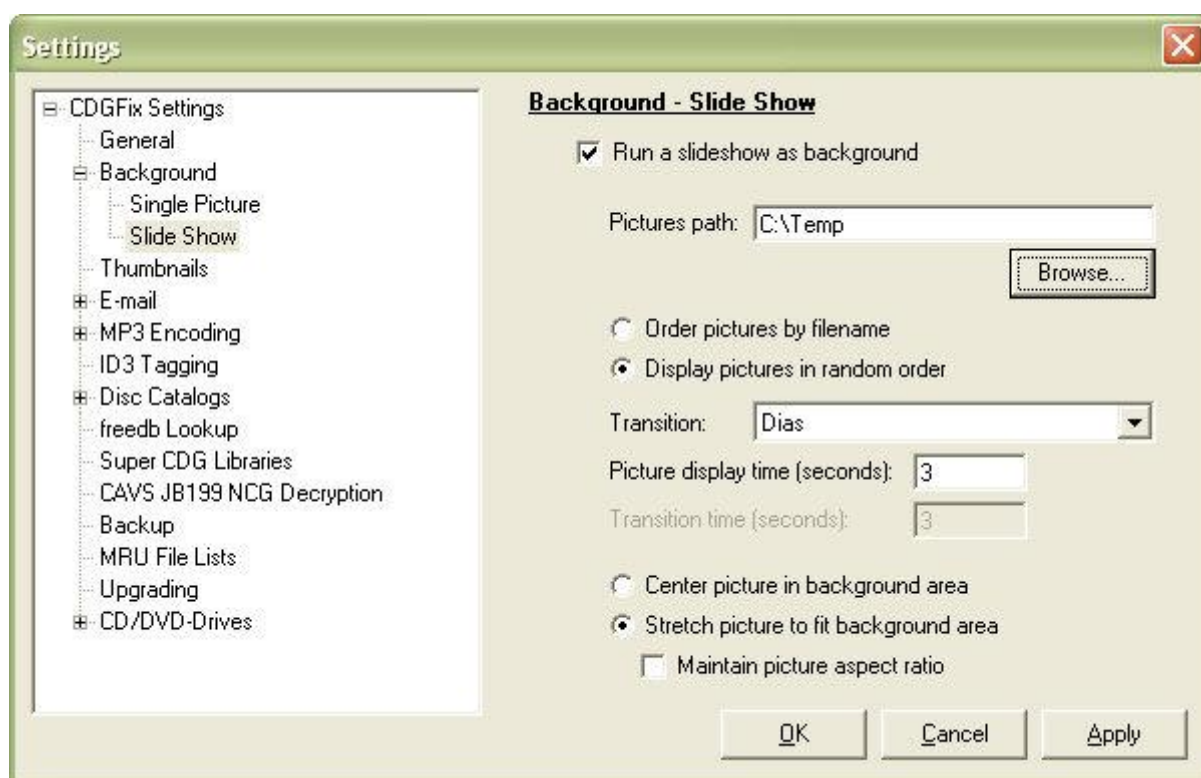 Settings
CDGFix Settings
General
Background
Single Picture
Slide Show
Thumbnails
E-mail
MP3 Encoding
ID3 Tagging
Disc Catalogs
freedb Lookup
Super CDG Libraries
CAVS JB199 NCG Decryption
Backup
MRU File Lists
Upgrading
CD/DVD-Drives
Background - Slide Show
Run a slideshow as background
Pictures path: C:\Temp
Browse...
Order pictures by filename
Display pictures in random order
Transition: Dias
Picture display time (seconds): 3
Transition time (seconds): 3
Center picture in background area
Stretch picture to fit background area
Maintain picture aspect ratio
OK Cancel Apply